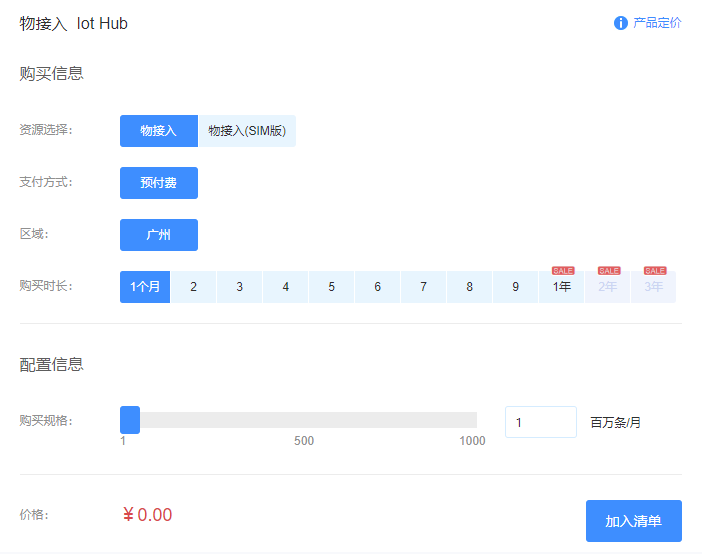 物接入 Iot Hub 产品定价
购买信息
资源选择: 物接入 物接入(SIM版)
支付方式: 预付费
区域: 广州
SALE SALE SALE
购买时长: 1个月 2 3 4 5 6 7 8 9 1年 2年 3年
配置信息
购买规格: 1 百万条/月
1 500 1000
价格: ¥0.00 加入清单